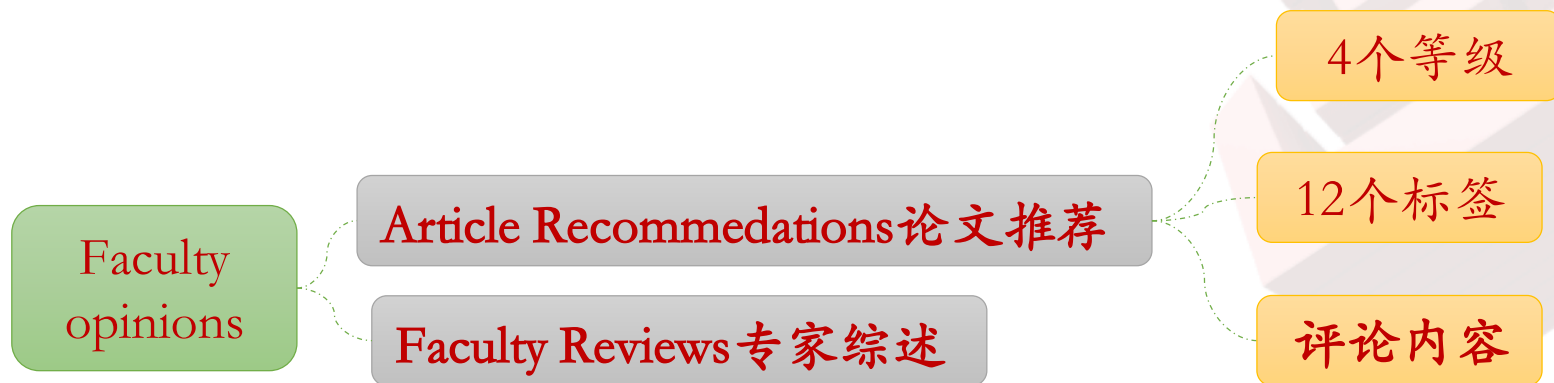 Faculty
opinions
Article Recommedations论文推荐
Faculty Reviews专家综述
4个等级
12个标签
评论内容